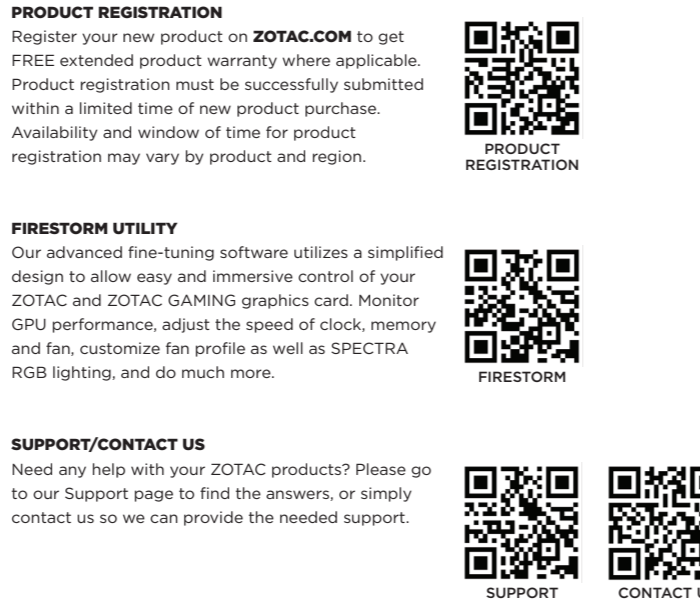 PRODUCT REGISTRATION
Register your new product on ZOTAC.COM to get
FREE extended product warranty where applicable.
Product registration must be successfully submitted
within a limited time of new product purchase.
Availability and window of time for product
registration may vary by product and region.
PRODUCT
REGISTRATION
FIRESTORM UTILITY
Our advanced fine-tuning software utilizes a simplified
design to allow easy and immersive control of your
ZOTAC and ZOTAC GAMING graphics card. Monitor
GPU performance, adjust the speed of clock, memory
and fan, customize fan profile as well as SPECTRA
RGB lighting, and do much more.
FIRESTORM
SUPPORT/CONTACT US
Need any help with your ZOTAC products? Please go
to our Support page to find the answers, or simply
contact us so we can provide the needed support.
SUPPORT
CONTACT